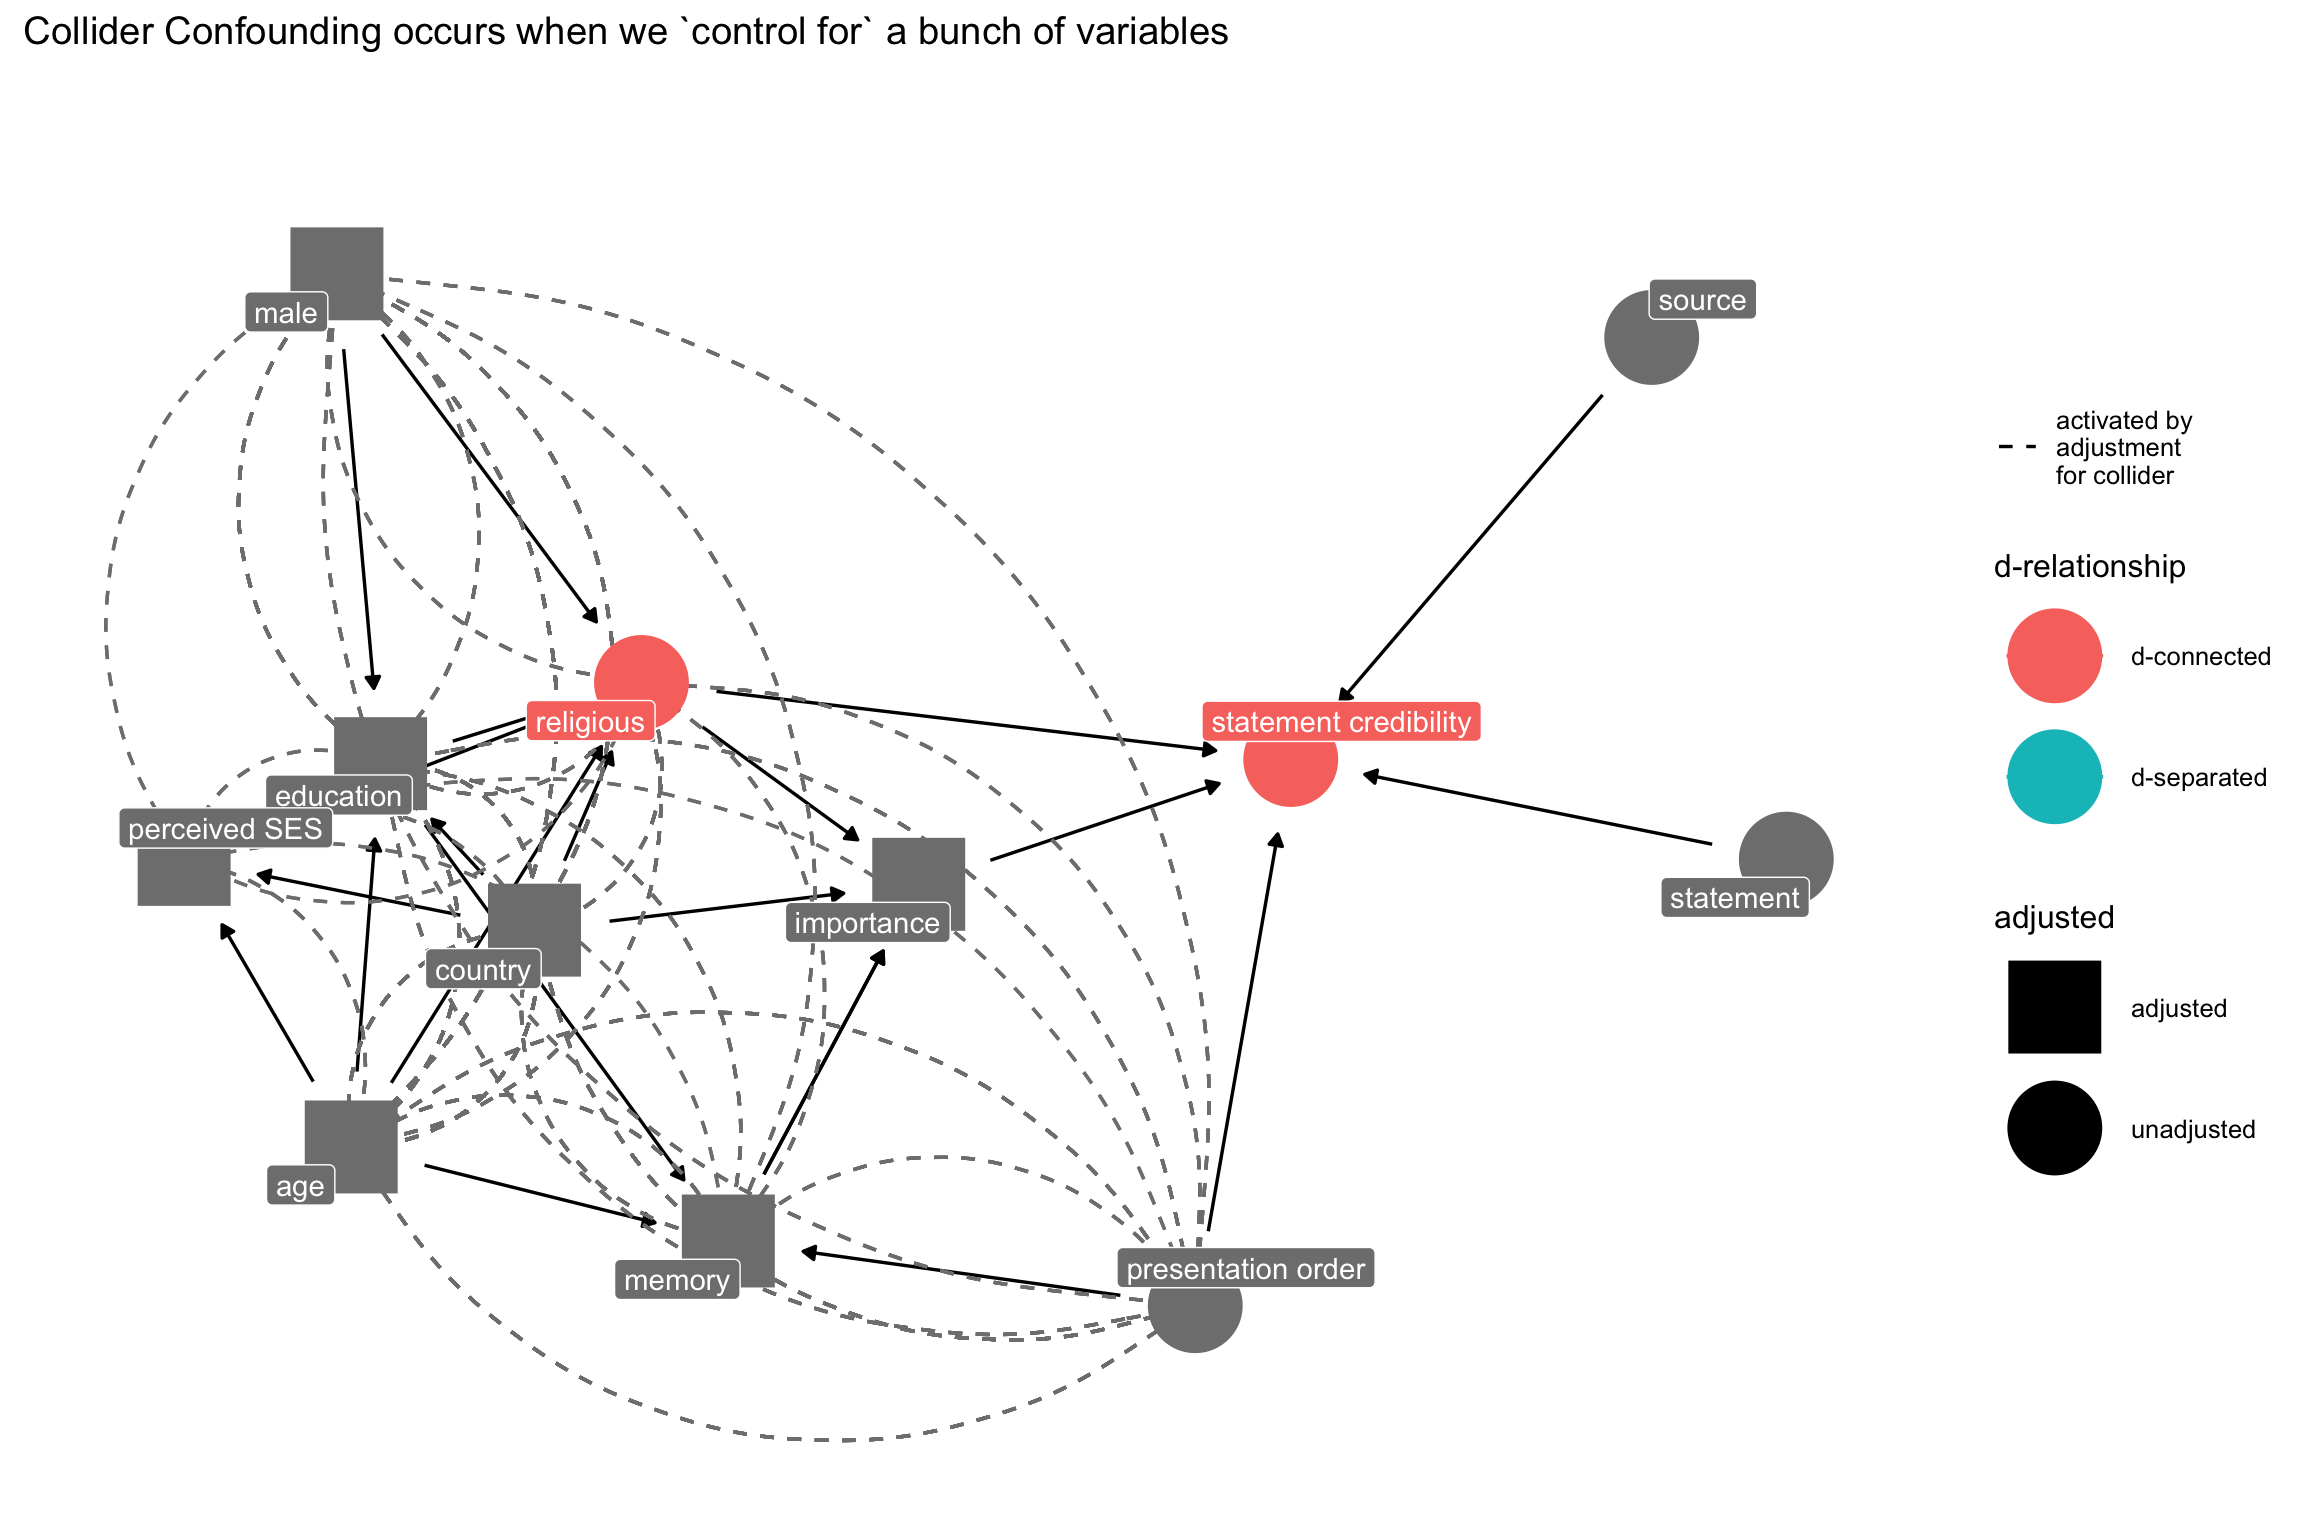 Collider Confounding occurs when we `control for` a bunch of variables
male
source
activated by
adjustment
for collider
d-relationship
d-connected
religious
statement credibility
d-separated
education
perceived SES
statement
importance
adjusted
country
adjusted
unadjusted
age
presentation order
memory